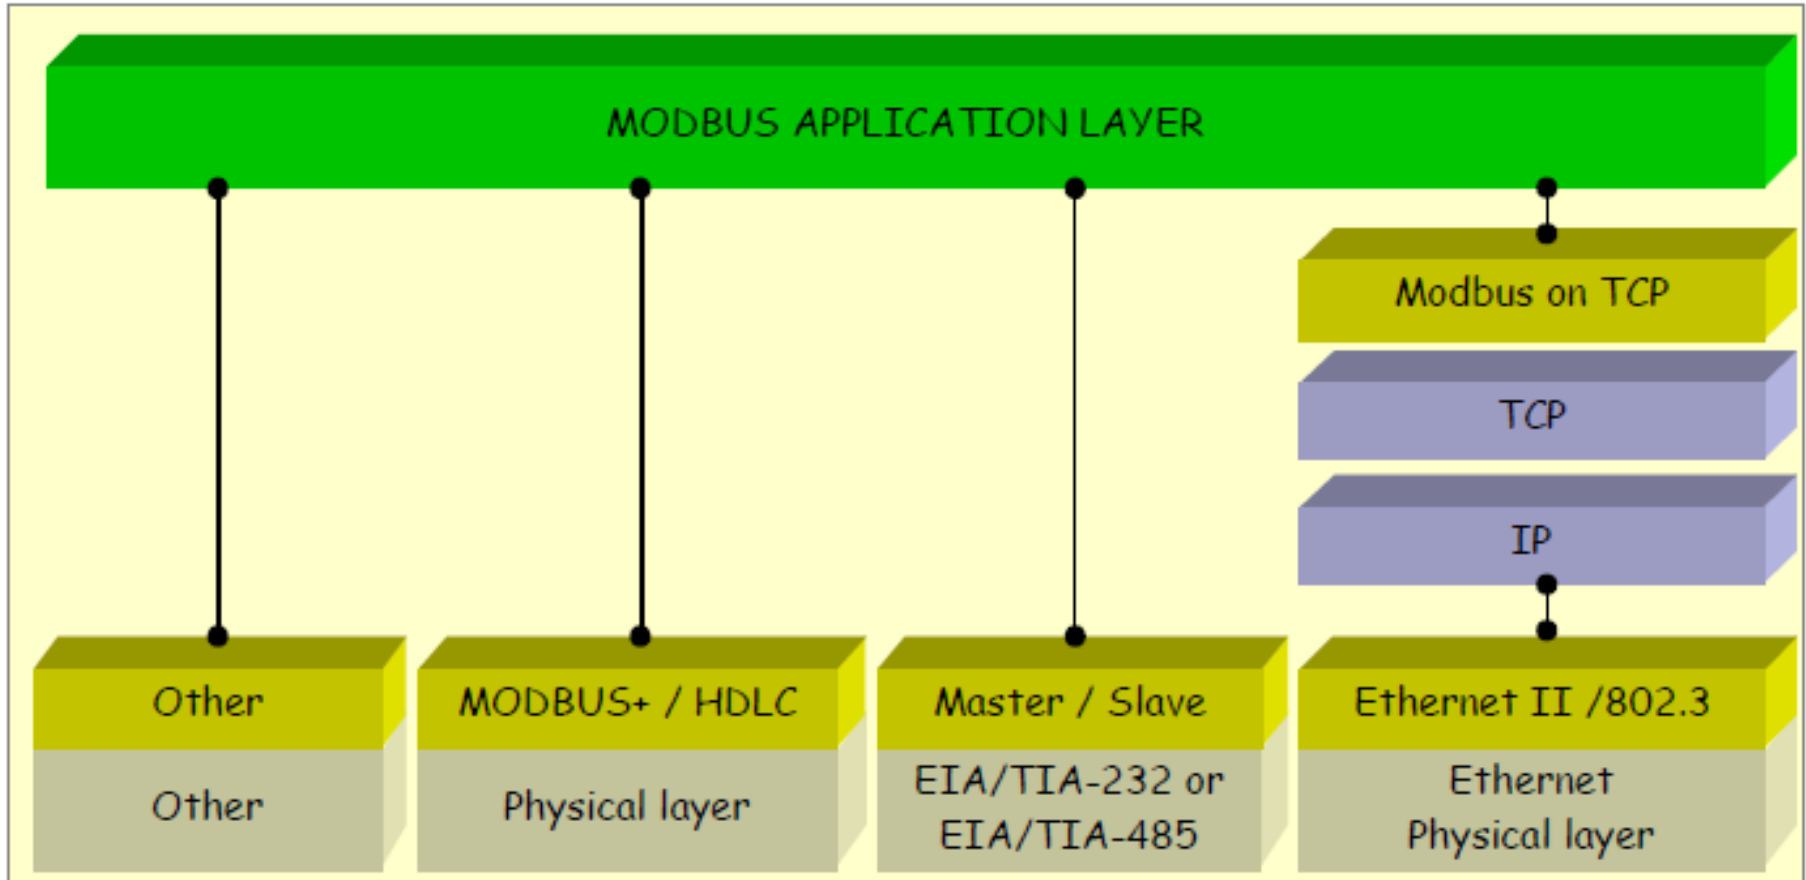 MODBUS APPLICATION LAYER
Modbus on TCP
TCP
IP
Other
Other
MODBUS+ / HDLC
Physical layer
Master / Slave
EIA/TIA-232 or
EIA/TIA-485
Ethernet II /802.3
Ethernet
Physical layer